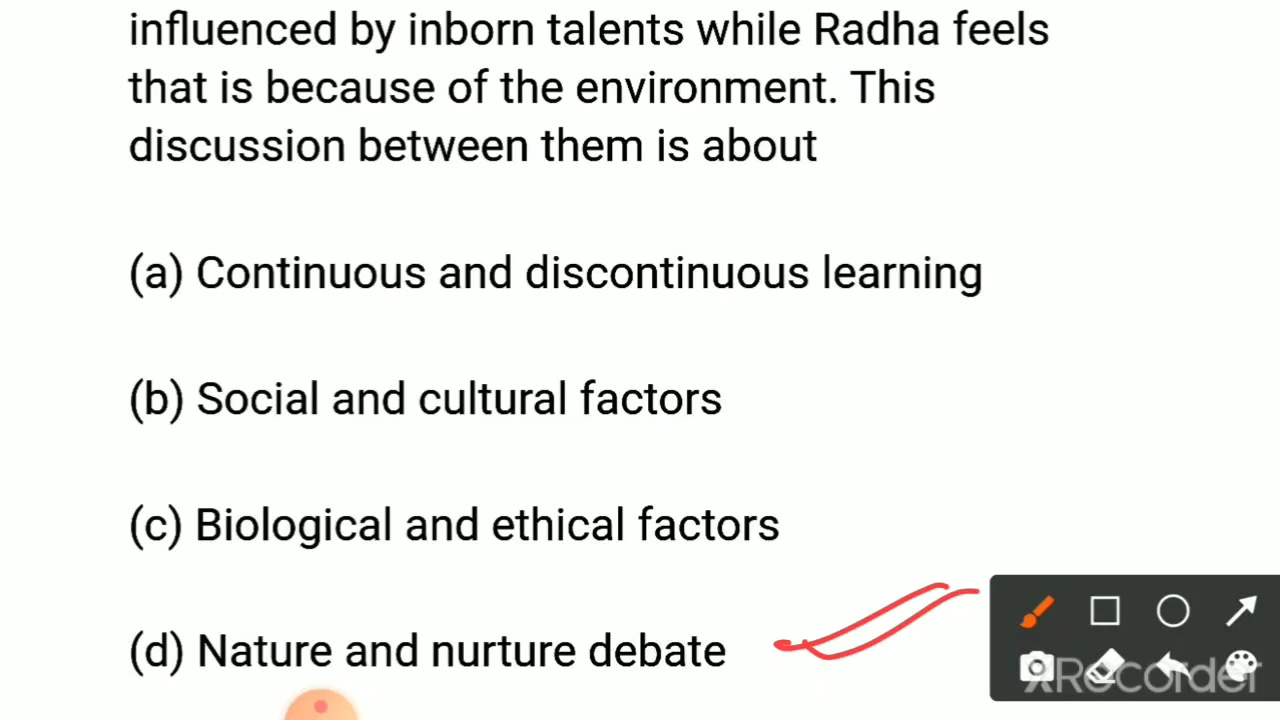 influenced by inborn talents while Radha feels
that is because of the environment. This
discussion between them is about
(a) Continuous and discontinuous learning
(b) Social and cultural factors
(c) Biological and ethical factors
(d) Nature and nurture debate
XRecorder